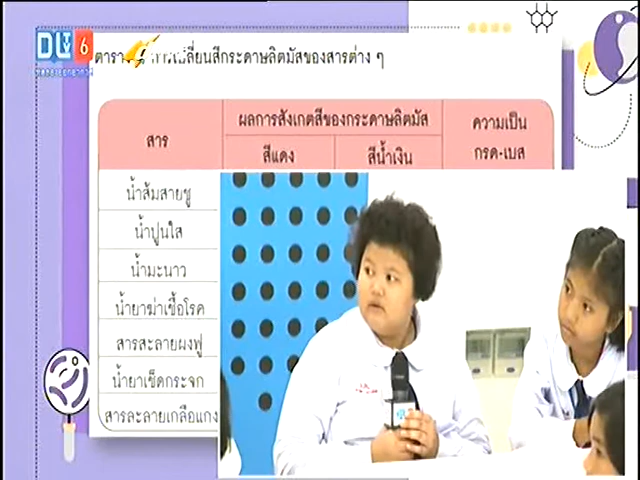 DLTV 6
ตาราง การเปลี่ยนสีกระดาษลิตมัสของสารต่าง ๆ
สาร
ผลการสังเกตสีของกระดาษลิตมัส
ความเป็น
กรด-เบส
สีแดง
สีน้ำเงิน
น้ำส้มสายชู
น้ำปูนใส
น้ำมะนาว
น้ำยาฆ่าเชื้อโรค
สารสะลายผงฟู
น้ำยาเช็ดกระจก
สารละลายเกลือแกง